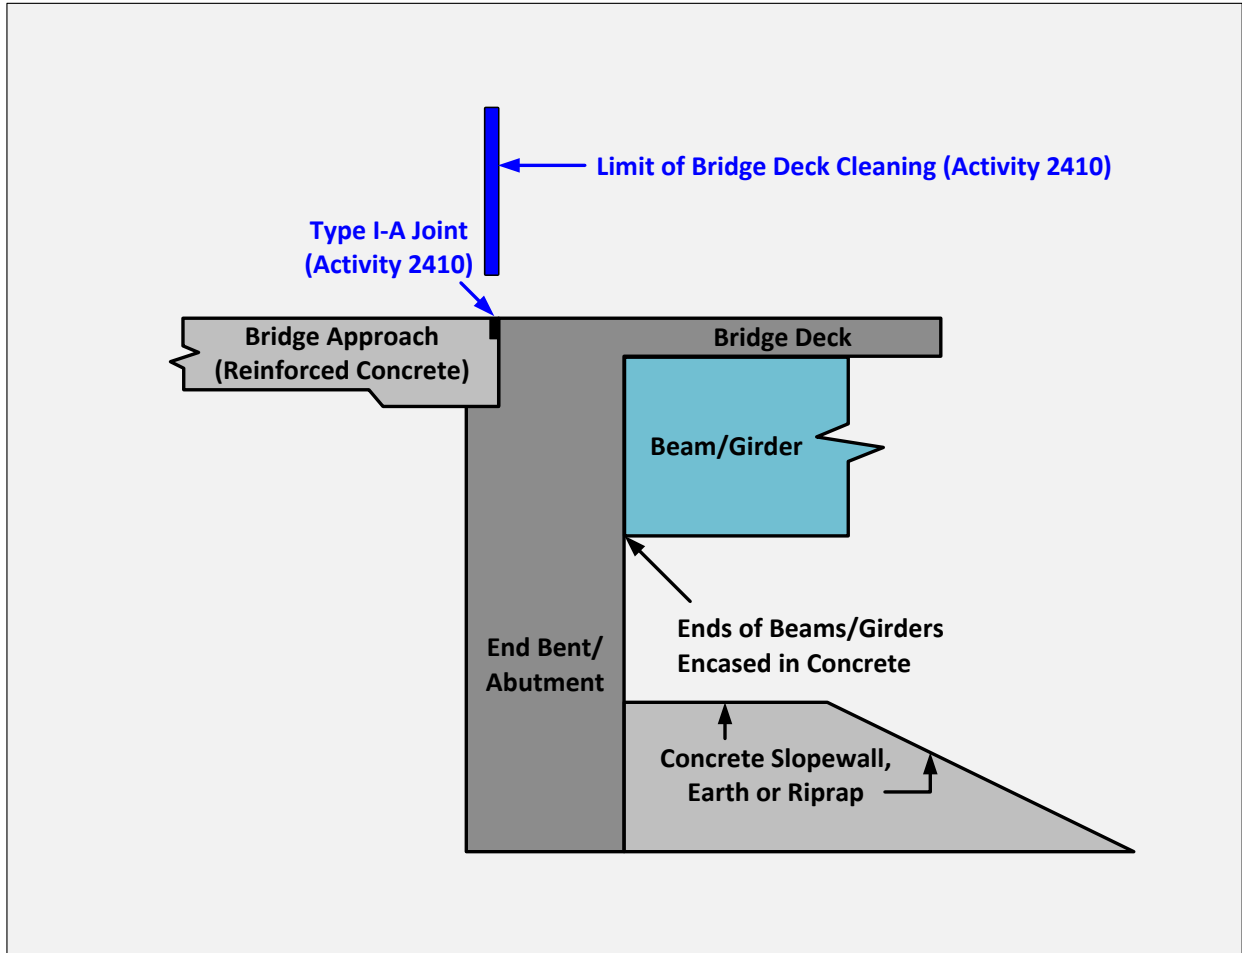 Limit of Bridge Deck Cleaning (Activity 2410)
Type I-A Joint
(Activity 2410)
Bridge Approach
(Reinforced Concrete)
Bridge Deck
Beam/Girder
Ends of Beams/Girders
Encased in Concrete
End Bent/
Abutment
Concrete Slopewall,
Earth or Riprap